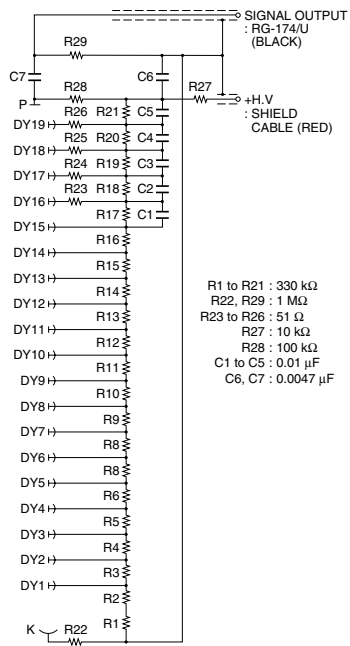 SIGNAL OUTPUT
: RG-174/U
(BLACK)
R29
C7
C6
R28
R27
P
+H.V
: SHIELD
CABLE (RED)
R21
C5
R26
DY19
R20
C4
R25
DY18
R19
C3
R24
DY17
R18
C2
R23
DY16
R17
C1
DY15
R16
DY14
R15
DY13
R14
DY12
R13
DY11
R12
DY10
R11
DY9
R10
DY8
R9
DY7
R8
DY6
R8
DY5
R6
DY4
R5
DY3
R4
DY2
R3
DY1
R2
R1
K
R22
R1 to R21 : 330 kΩ
R22, R29 : 1 MΩ
R23 to R26 : 51 Ω
R27 : 10 kΩ
R28 : 100 kΩ
C1 to C5 : 0.01 µF
C6, C7 : 0.0047 µF